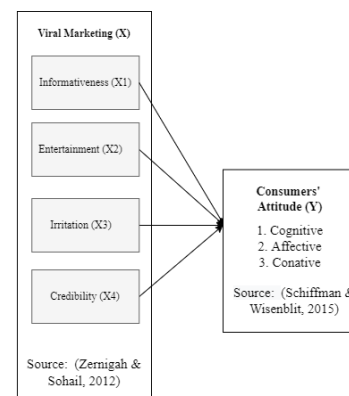 Viral Marketing (X)
Informativeness (X1)
Entertainment (X2)
Irritation (X3)
Credibility (X4)
Source: (Zernigah &
Sohail, 2012)
Consumers'
Attitude (Y)
1. Cognitive
2. Affective
3. Conative
Source: (Schiffman &
Wisenblit, 2015)